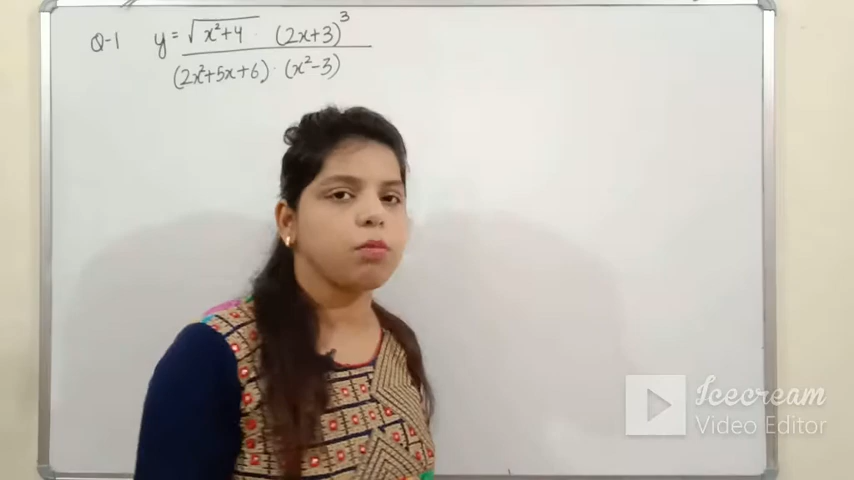 Q-1 y = √x²+4 · (2x+3)³
(2x²+5x+6) · (x²-3)
Icecream
Video Editor